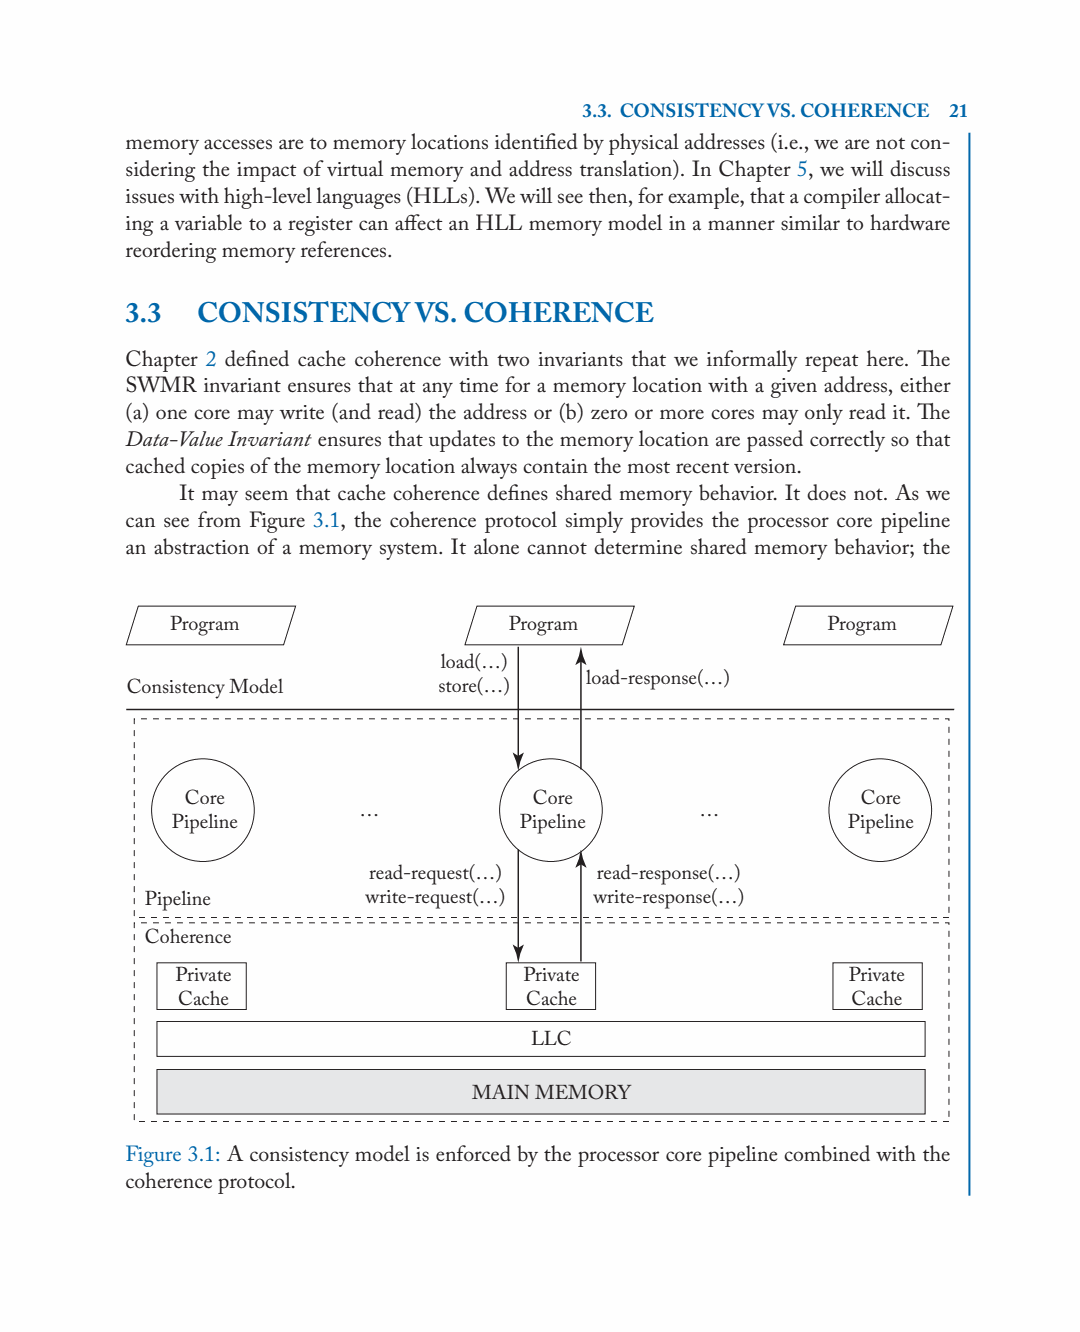 3.3. CONSISTENCY VS. COHERENCE 21
memory accesses are to memory locations identified by physical addresses (i.e., we are not con-
sidering the impact of virtual memory and address translation). In Chapter 5, we will discuss
issues with high-level languages (HLLs). We will see then, for example, that a compiler allocat-
ing a variable to a register can affect an HLL memory model in a manner similar to hardware
reordering memory references.
3.3 CONSISTENCY VS. COHERENCE
Chapter 2 defined cache coherence with two invariants that we informally repeat here. The
SWMR invariant ensures that at any time for a memory location with a given address, either
(a) one core may write (and read) the address or (b) zero or more cores may only read it. The
Data-Value Invariant ensures that updates to the memory location are passed correctly so that
cached copies of the memory location always contain the most recent version.
It may seem that cache coherence defines shared memory behavior. It does not. As we
can see from Figure 3.1, the coherence protocol simply provides the processor core pipeline
an abstraction of a memory system. It alone cannot determine shared memory behavior; the
Program Program Program
load(…)
store(…)
load-response(…)
Consistency Model
Core
Pipeline
…
Core
Pipeline
…
Core
Pipeline
read-request(…)
write-request(…)
read-response(…)
write-response(…)
Pipeline
Coherence
Private
Cache
Private
Cache
Private
Cache
LLC
MAIN MEMORY
Figure 3.1: A consistency model is enforced by the processor core pipeline combined with the
coherence protocol.